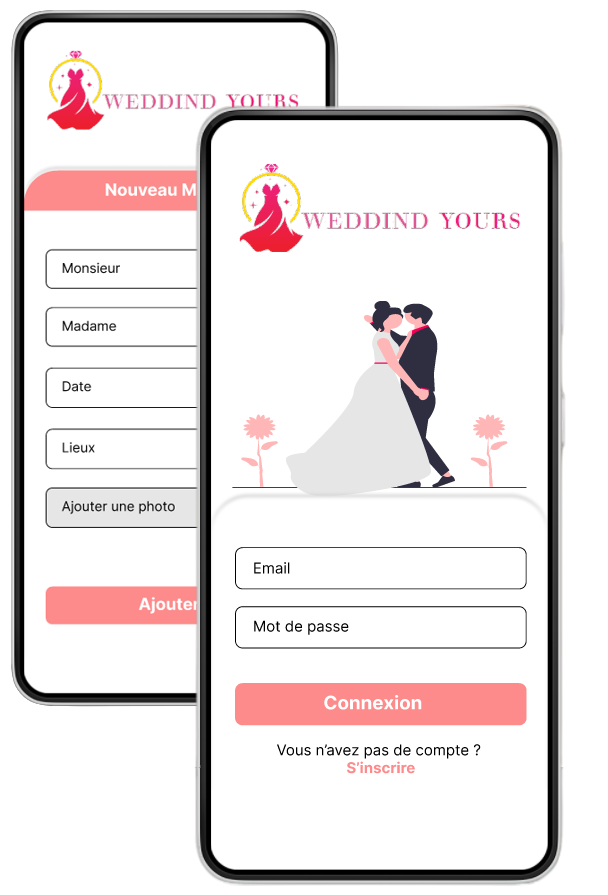 WEDDIND YOURS
Nouveau M
Monsieur
Madame
Date
Lieux
Ajouter une photo
Ajouter
WEDDIND YOURS
Email
Mot de passe
Connexion
Vous n’avez pas de compte ?
S’inscrire